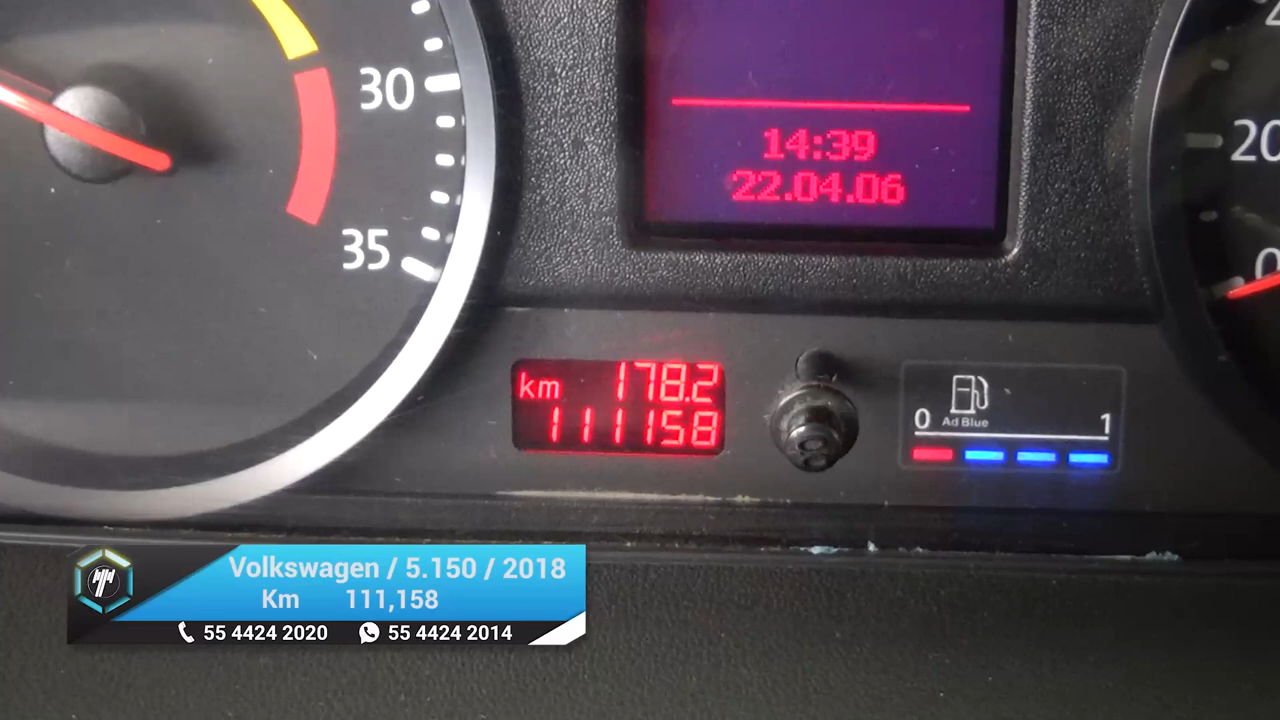 30
35
14:39
22.04.06
20
0
km 178.2
111158
0 Ad Blue 1
Volkswagen / 5.150 / 2018
Km 111,158
55 4424 2020 55 4424 2014